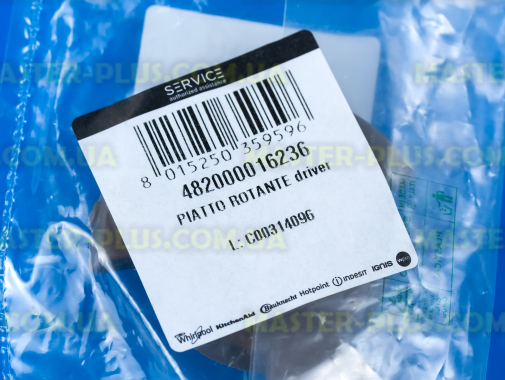 SERVICE
authorized assistance
8 015250 359596
482000016236
PIATTO ROTANTE driver
L: C00314096
Whirlpool KitchenAid Bauknecht Hotpoint INDESIT IGNIS
MASTER-PLUS.COM.UA